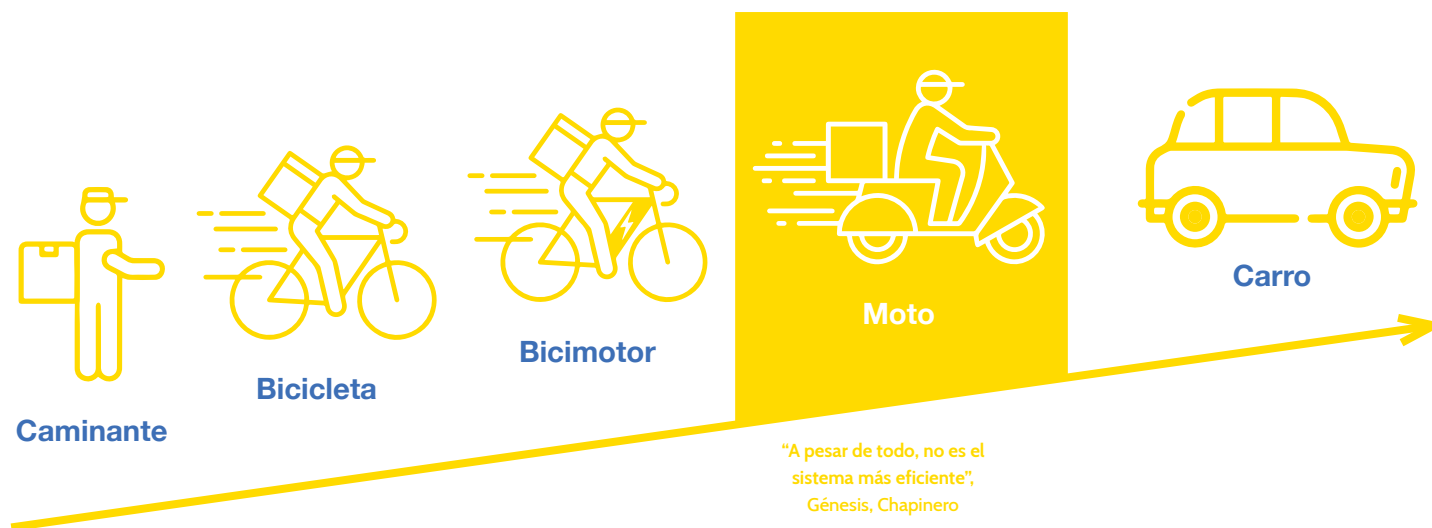 Caminante
Bicicleta
Bicimotor
Moto
Carro
“A pesar de todo, no es el
sistema más eficiente”,
Génesis, Chapinero